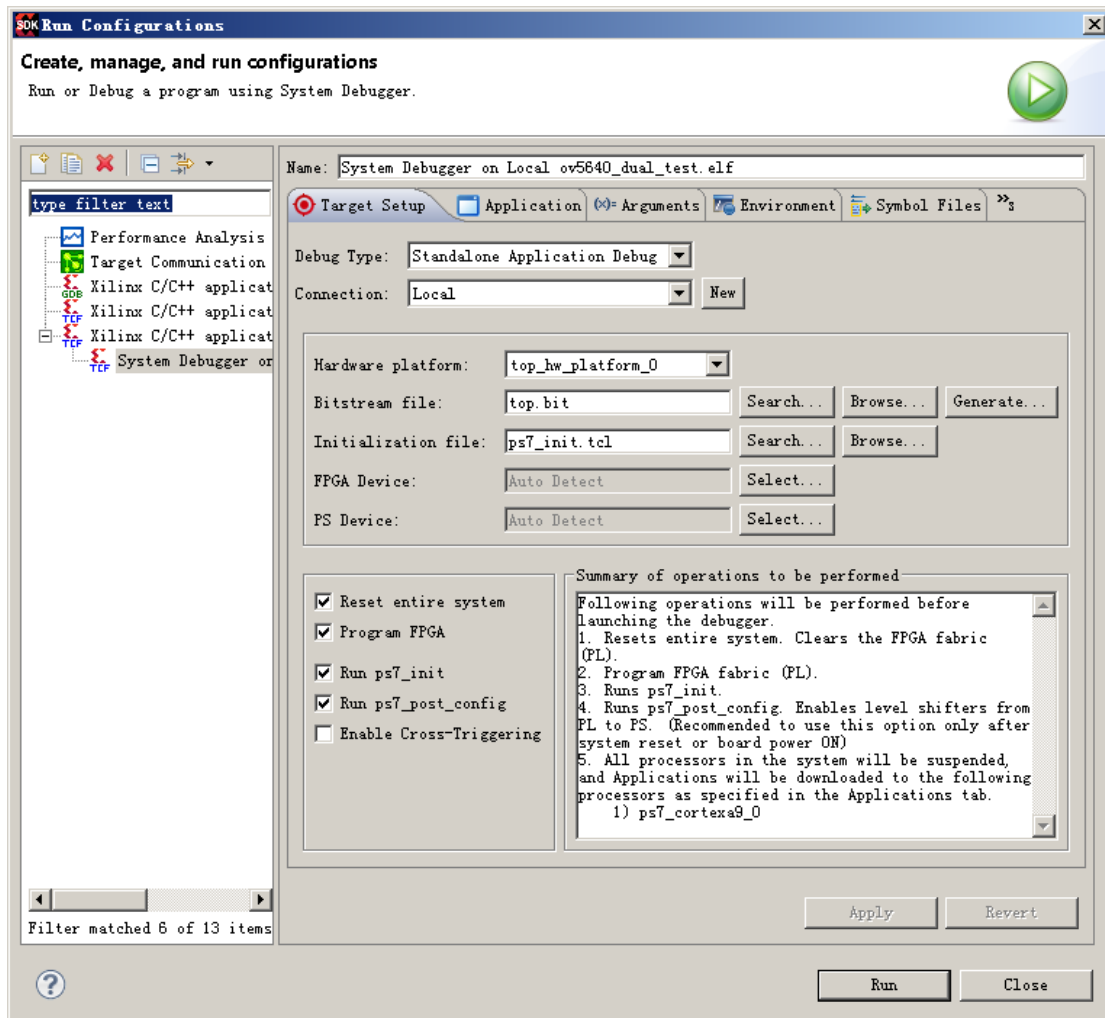 SDK Run Configurations
Create, manage, and run configurations
Run or Debug a program using System Debugger.
Name: System Debugger on Local ov5640_dual_test.elf
type filter text
Performance Analysis
Target Communication
GDB Xilinx C/C++ applicat
TCF Xilinx C/C++ applicat
TCF Xilinx C/C++ applicat
TCF System Debugger or
Filter matched 6 of 13 items
Target Setup Application (x)= Arguments Environment Symbol Files »3
Debug Type: Standalone Application Debug
Connection: Local New
Hardware platform: top_hw_platform_0
Bitstream file: top.bit Search... Browse... Generate...
Initialization file: ps7_init.tcl Search... Browse...
FPGA Device: Auto Detect Select...
PS Device: Auto Detect Select...
Reset entire system
Program FPGA
Run ps7_init
Run ps7_post_config
Enable Cross-Triggering
Summary of operations to be performed
Following operations will be performed before
launching the debugger.
1. Resets entire system. Clears the FPGA fabric
(PL).
2. Program FPGA fabric (PL).
3. Runs ps7_init.
4. Runs ps7_post_config. Enables level shifters from
PL to PS. (Recommended to use this option only after
system reset or board power ON)
5. All processors in the system will be suspended,
and Applications will be downloaded to the following
processors as specified in the Applications tab.
1) ps7_cortexa9_0
Apply Revert
? Run Close